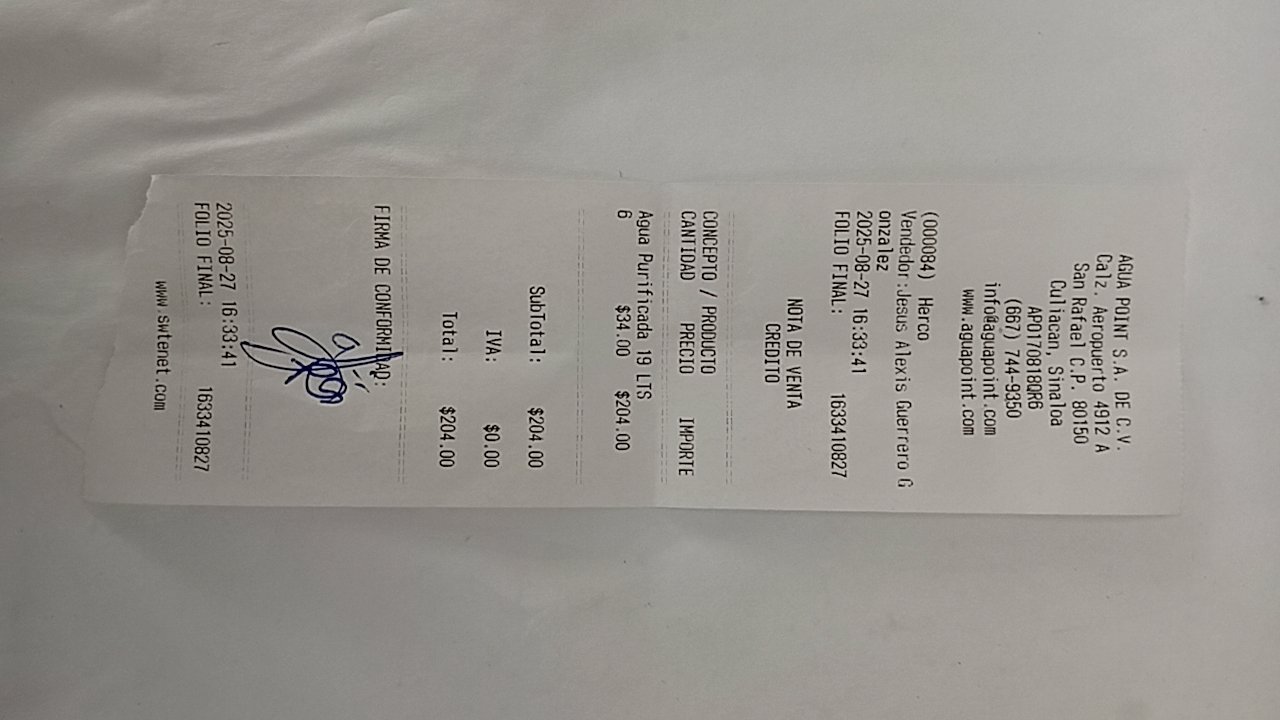 AGUA POINT S.A. DE C.V.
Calz. Aeropuerto 4912 A
San Rafael C.P. 80150
Culiacan, Sinaloa
APO170818QR6
(667) 744-9350
info@aguapoint.com
www.aguapoint.com
(000084) Herco
Vendedor:Jesus Alexis Guerrero G
onzalez
2025-08-27 16:33:41
FOLIO FINAL: 1633410827
NOTA DE VENTA
CREDITO
CONCEPTO / PRODUCTO
CANTIDAD PRECIO IMPORTE
Agua Purificada 19 LTS
6 $34.00 $204.00
SubTotal: $204.00
IVA: $0.00
Total: $204.00
FIRMA DE CONFORMIDAD:
2025-08-27 16:33:41
FOLIO FINAL: 1633410827
www.swtenet.com